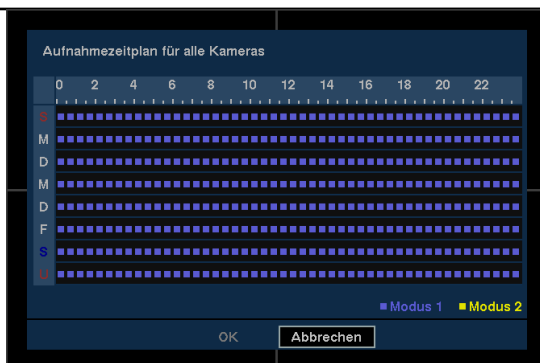 Aufnahmezeitplan für alle Kameras
0 2 4 6 8 10 12 14 16 18 20 22
S
M
D
M
D
F
S
U
Modus 1 Modus 2
OK Abbrechen